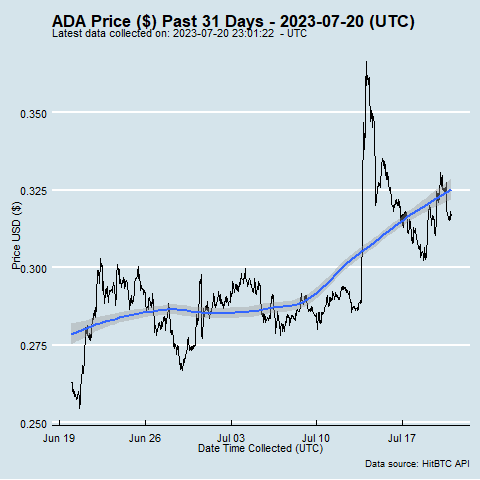 ADA Price ($) Past 31 Days - 2023-07-20 (UTC)
Latest data collected on: 2023-07-20 23:01:22  - UTC
0.350
0.325
0.300
0.275
0.250
Price USD ($)
Jun 19 Jun 26 Jul 03 Jul 10 Jul 17
Date Time Collected (UTC)
Data source: HitBTC API